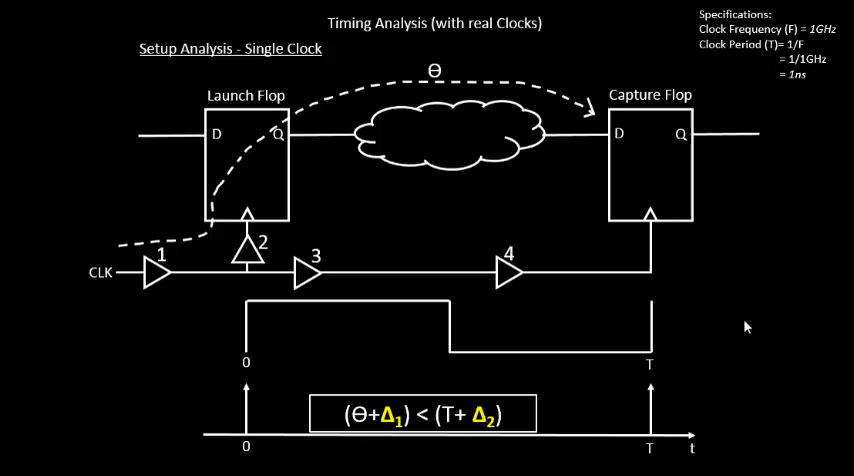 Timing Analysis (with real Clocks)
Specifications:
Clock Frequency (F) = 1GHz
Clock Period (T)= 1/F
= 1/1GHz
= 1ns
Setup Analysis - Single Clock
Ɵ
Launch Flop
Capture Flop
D Q
D Q
1 2 3 4
CLK
0 T
(Ɵ+Δ₁) < (T+ Δ₂)
0 T t